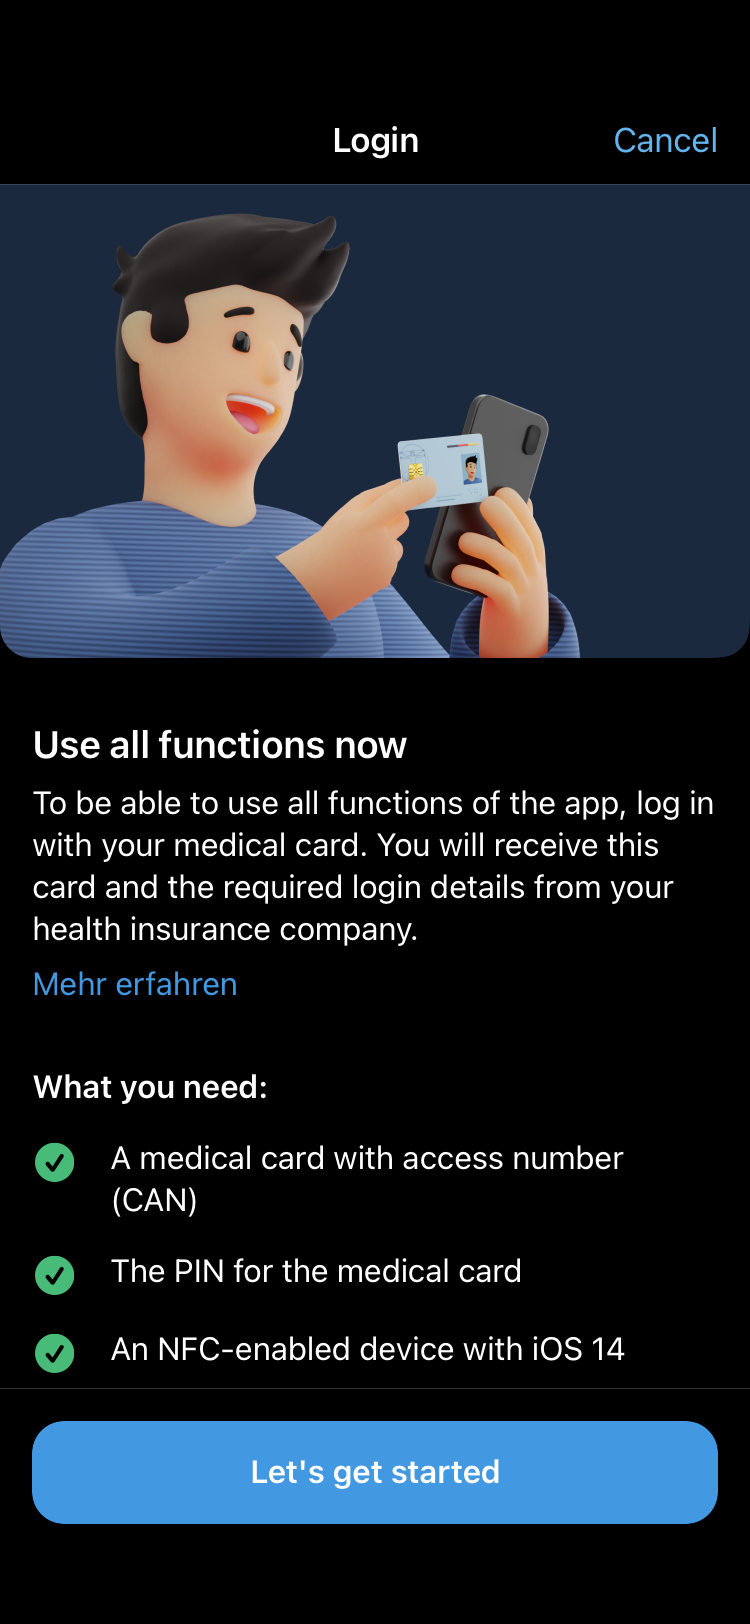 Login
Cancel
Use all functions now
To be able to use all functions of the app, log in
with your medical card. You will receive this
card and the required login details from your
health insurance company.
Mehr erfahren
What you need:
A medical card with access number
(CAN)
The PIN for the medical card
An NFC-enabled device with iOS 14
Let's get started